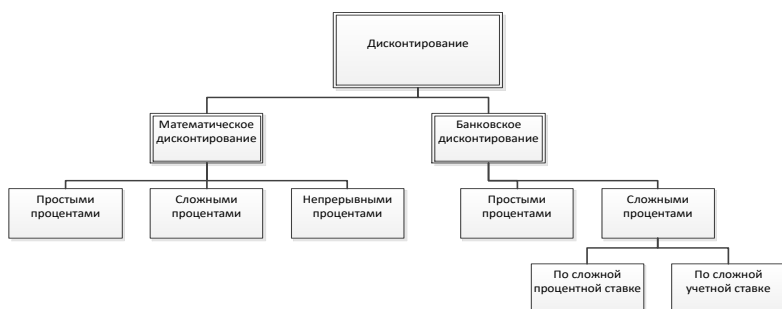 Дисконтирование
Математическое
дисконтирование
Банковское
дисконтирование
Простыми
процентами
Сложными
процентами
Непрерывными
процентами
Простыми
процентами
Сложными
процентами
По сложной
процентной ставке
По сложной
учетной ставке